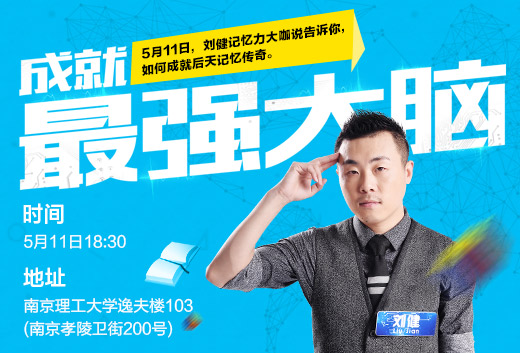 5月11日，刘健记忆力大咖说告诉你，
如何成就后天记忆传奇。
成就
最强大脑
时间
5月11日18:30
地址
南京理工大学逸夫楼103
(南京孝陵卫街200号)
刘健
Liu Jian